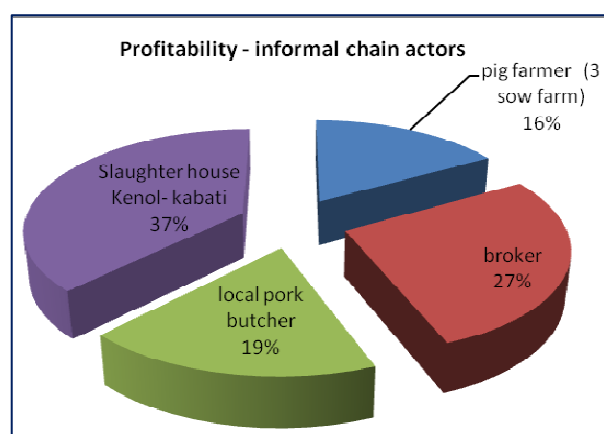 Profitability - informal chain actors
pig farmer (3
sow farm)
16%
broker
27%
local pork
butcher
19%
Slaughter house
Kenol- kabati
37%